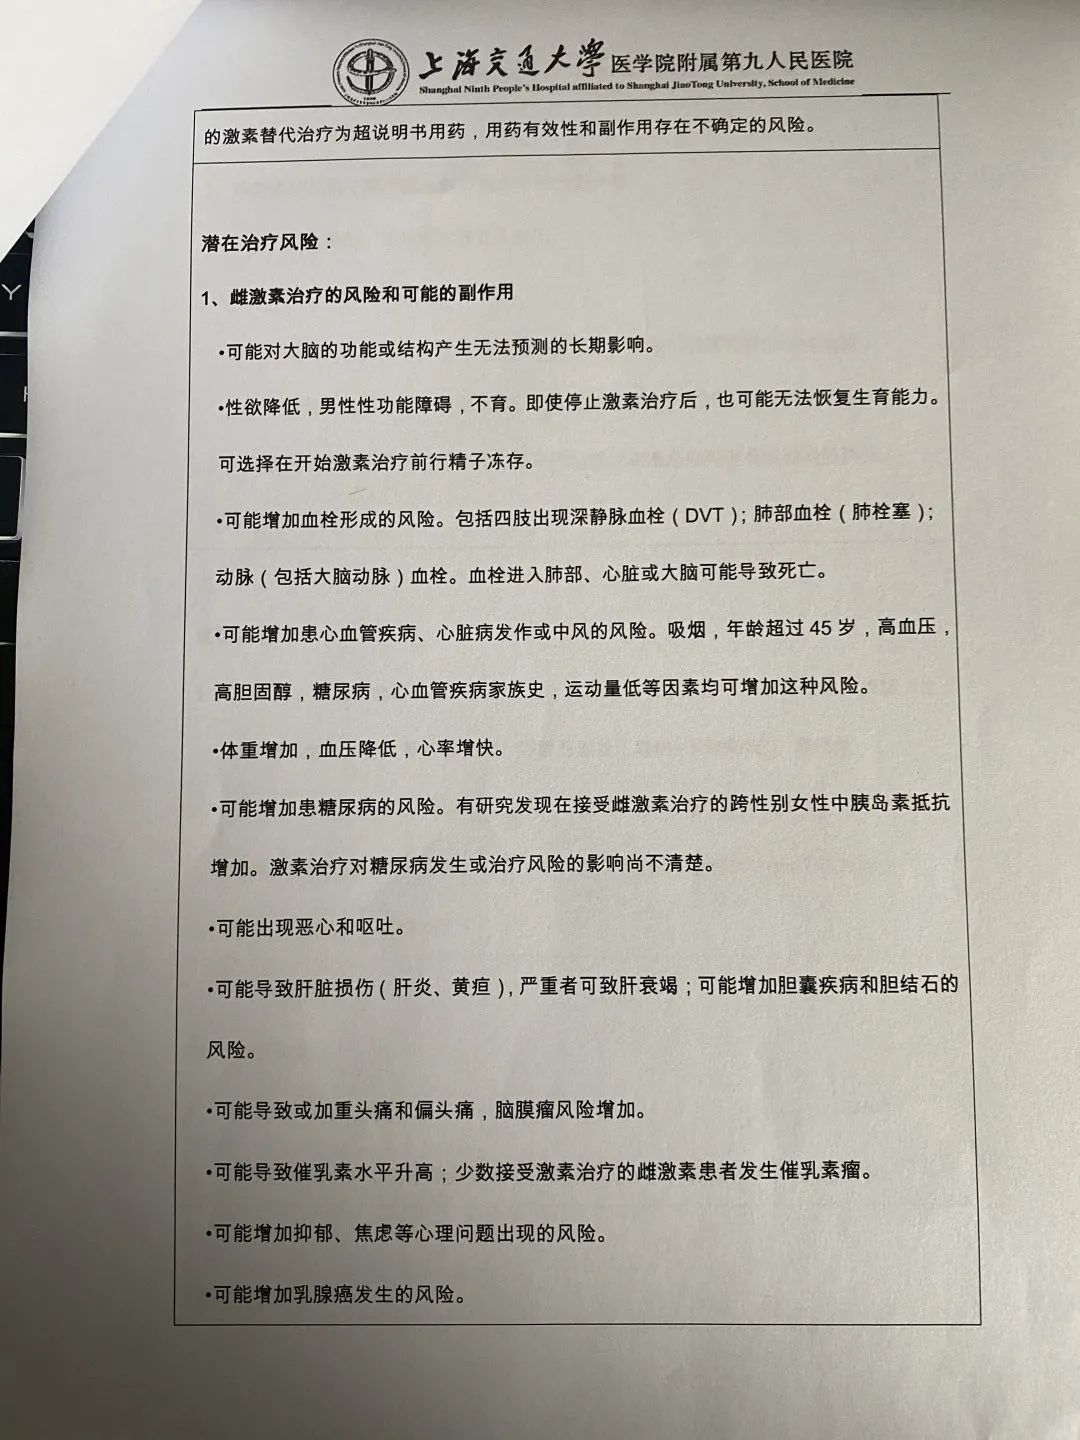 上海交通大學医学院附属第九人民医院
Shanghai Ninth People's Hospital affiliated to Shanghai JiaoTong University, School of Medicine
的激素替代治疗为超说明书用药，用药有效性和副作用存在不确定的风险。
潜在治疗风险：
1、雌激素治疗的风险和可能的副作用
•可能对大脑的功能或结构产生无法预测的长期影响。
•性欲降低，男性性功能障碍，不育。即使停止激素治疗后，也可能无法恢复生育能力。
可选择在开始激素治疗前行精子冻存。
•可能增加血栓形成的风险。包括四肢出现深静脉血栓（DVT）；肺部血栓（肺栓塞）；
动脉（包括大脑动脉）血栓。血栓进入肺部、心脏或大脑可能导致死亡。
•可能增加患心血管疾病、心脏病发作或中风的风险。吸烟，年龄超过 45 岁，高血压，
高胆固醇，糖尿病，心血管疾病家族史，运动量低等因素均可增加这种风险。
•体重增加，血压降低，心率增快。
•可能增加患糖尿病的风险。有研究发现在接受雌激素治疗的跨性别女性中胰岛素抵抗
增加。激素治疗对糖尿病发生或治疗风险的影响尚不清楚。
•可能出现恶心和呕吐。
•可能导致肝脏损伤（肝炎、黄疸），严重者可致肝衰竭；可能增加胆囊疾病和胆结石的
风险。
•可能导致或加重头痛和偏头痛，脑膜瘤风险增加。
•可能导致催乳素水平升高；少数接受激素治疗的雌激素患者发生催乳素瘤。
•可能增加抑郁、焦虑等心理问题出现的风险。
•可能增加乳腺癌发生的风险。
Y